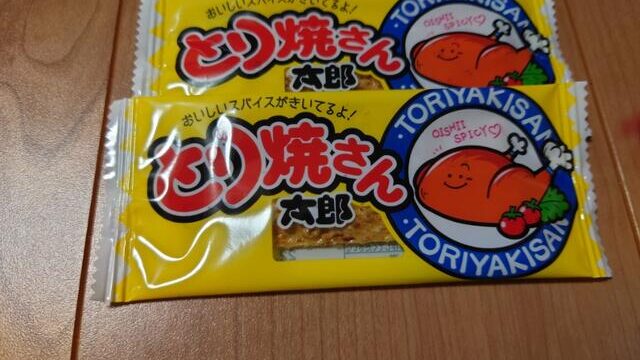 おいしいスパイスがきいてるよ!
とり焼さん
太郎
TORIYAKISAN
おいしいスパイスがきいてるよ!
とり焼さん
太郎
·TORIYAKISAN·
OISHII
SPICY♡
TORIYAKISAN
OISHII
SPICY♡